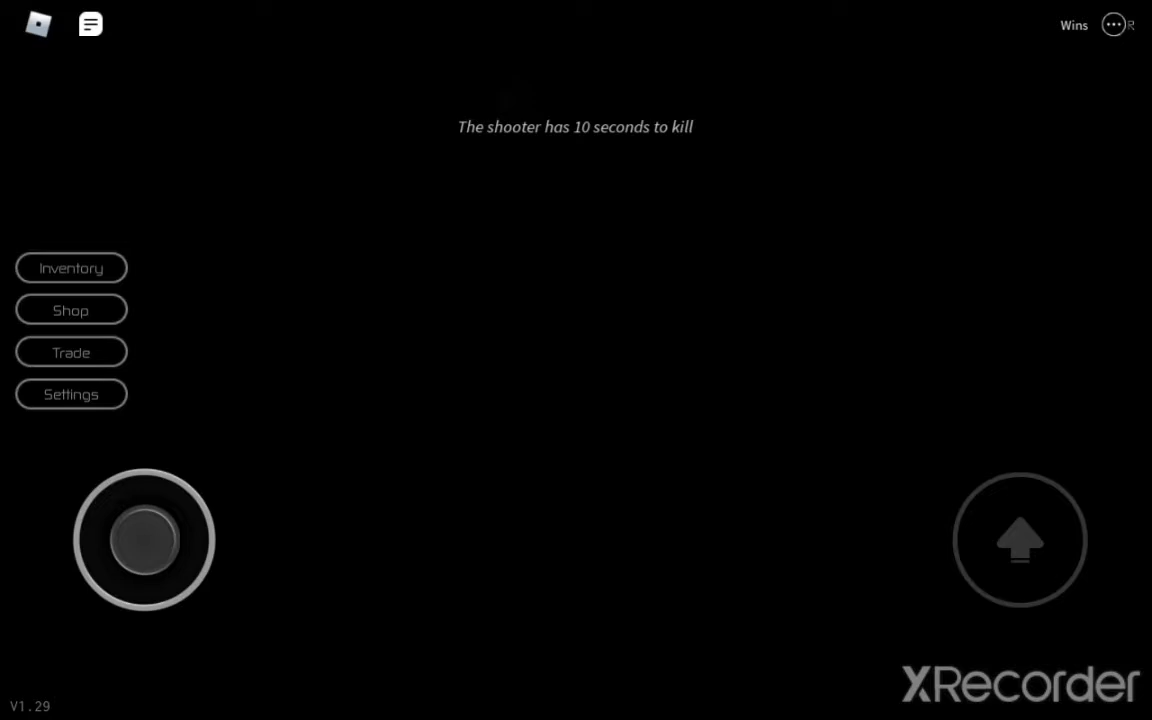 Wins
R
The shooter has 10 seconds to kill
Inventory
Shop
Trade
Settings
XRecorder
V1.29